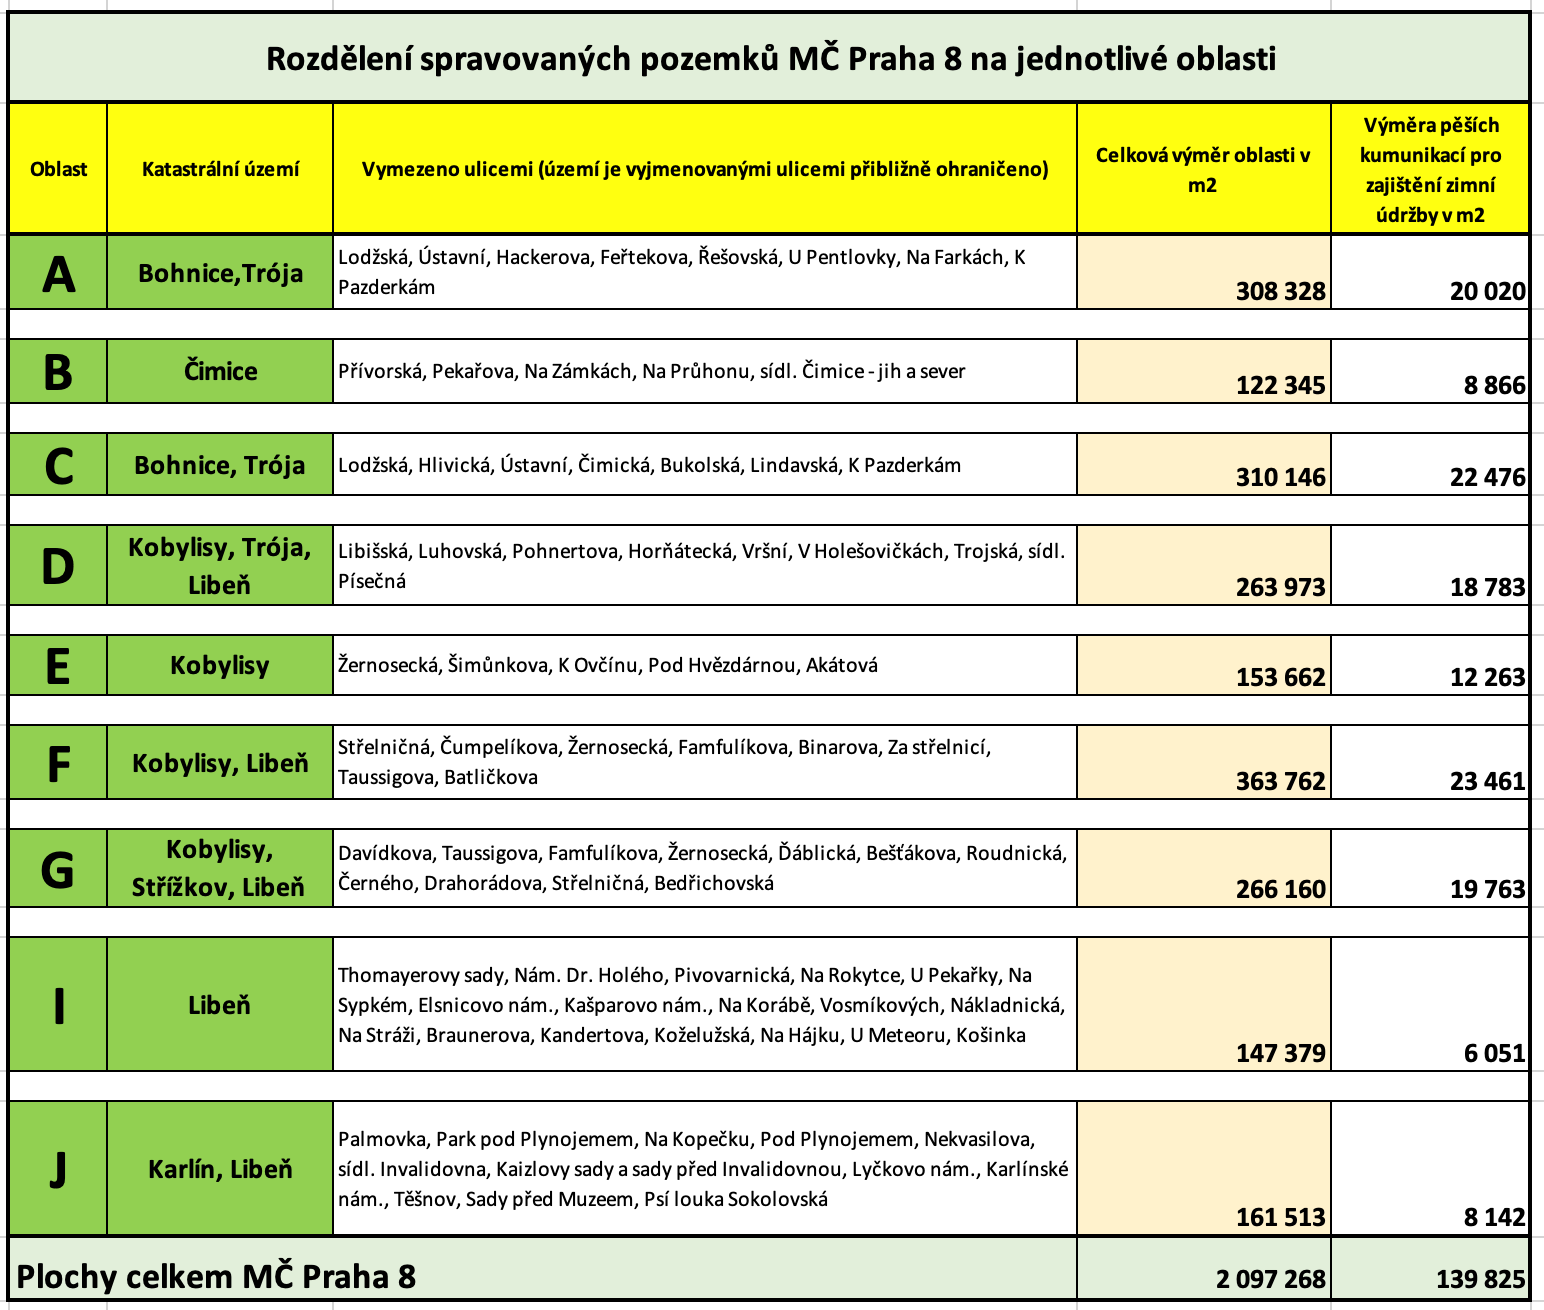 Rozdělení spravovaných pozemků MČ Praha 8 na jednotlivé oblasti
Oblast
Katastrální území
Vymezeno ulicemi (území je vyjmenovanými ulicemi přibližně ohraničeno)
Celková výměr oblasti v
m2
Výměra pěších
kumunikací pro
zajištění zimní
údržby v m2
A
Bohnice,Trója
Lodžská, Ústavní, Hackerova, Feřtekova, Řešovská, U Pentlovky, Na Farkách, K
Pazderkám
308 328
20 020
B
Čimice
Přívorská, Pekařova, Na Zámkách, Na Průhonu, sídl. Čimice - jih a sever
122 345
8 866
C
Bohnice, Trója
Lodžská, Hlivická, Ústavní, Čimická, Bukolská, Lindavská, K Pazderkám
310 146
22 476
D
Kobylisy, Trója,
Libeň
Libišská, Luhovská, Pohnertova, Horňátecká, Vršní, V Holešovičkách, Trojská, sídl.
Písečná
263 973
18 783
E
Kobylisy
Žernosecká, Šimůnkova, K Ovčínu, Pod Hvězdárnou, Akátová
153 662
12 263
F
Kobylisy, Libeň
Střelničná, Čumpelíkova, Žernosecká, Famfulíkova, Binarova, Za střelnicí,
Taussigova, Batličkova
363 762
23 461
G
Kobylisy,
Střížkov, Libeň
Davídkova, Taussigova, Famfulíkova, Žernosecká, Ďáblická, Bešťákova, Roudnická,
Černého, Drahorádova, Střelničná, Bedřichovská
266 160
19 763
I
Libeň
Thomayerovy sady, Nám. Dr. Holého, Pivovarnická, Na Rokytce, U Pekařky, Na
Sypkém, Elsnicovo nám., Kašparovo nám., Na Korábě, Vosmíkových, Nákladnická,
Na Stráži, Braunerova, Kandertova, Koželužská, Na Hájku, U Meteoru, Košinka
147 379
6 051
J
Karlín, Libeň
Palmovka, Park pod Plynojemem, Na Kopečku, Pod Plynojemem, Nekvasilova,
sídl. Invalidovna, Kaizlovy sady a sady před Invalidovnou, Lyčkovo nám., Karlínské
nám., Těšnov, Sady před Muzeem, Psí louka Sokolovská
161 513
8 142
Plochy celkem MČ Praha 8
2 097 268
139 825